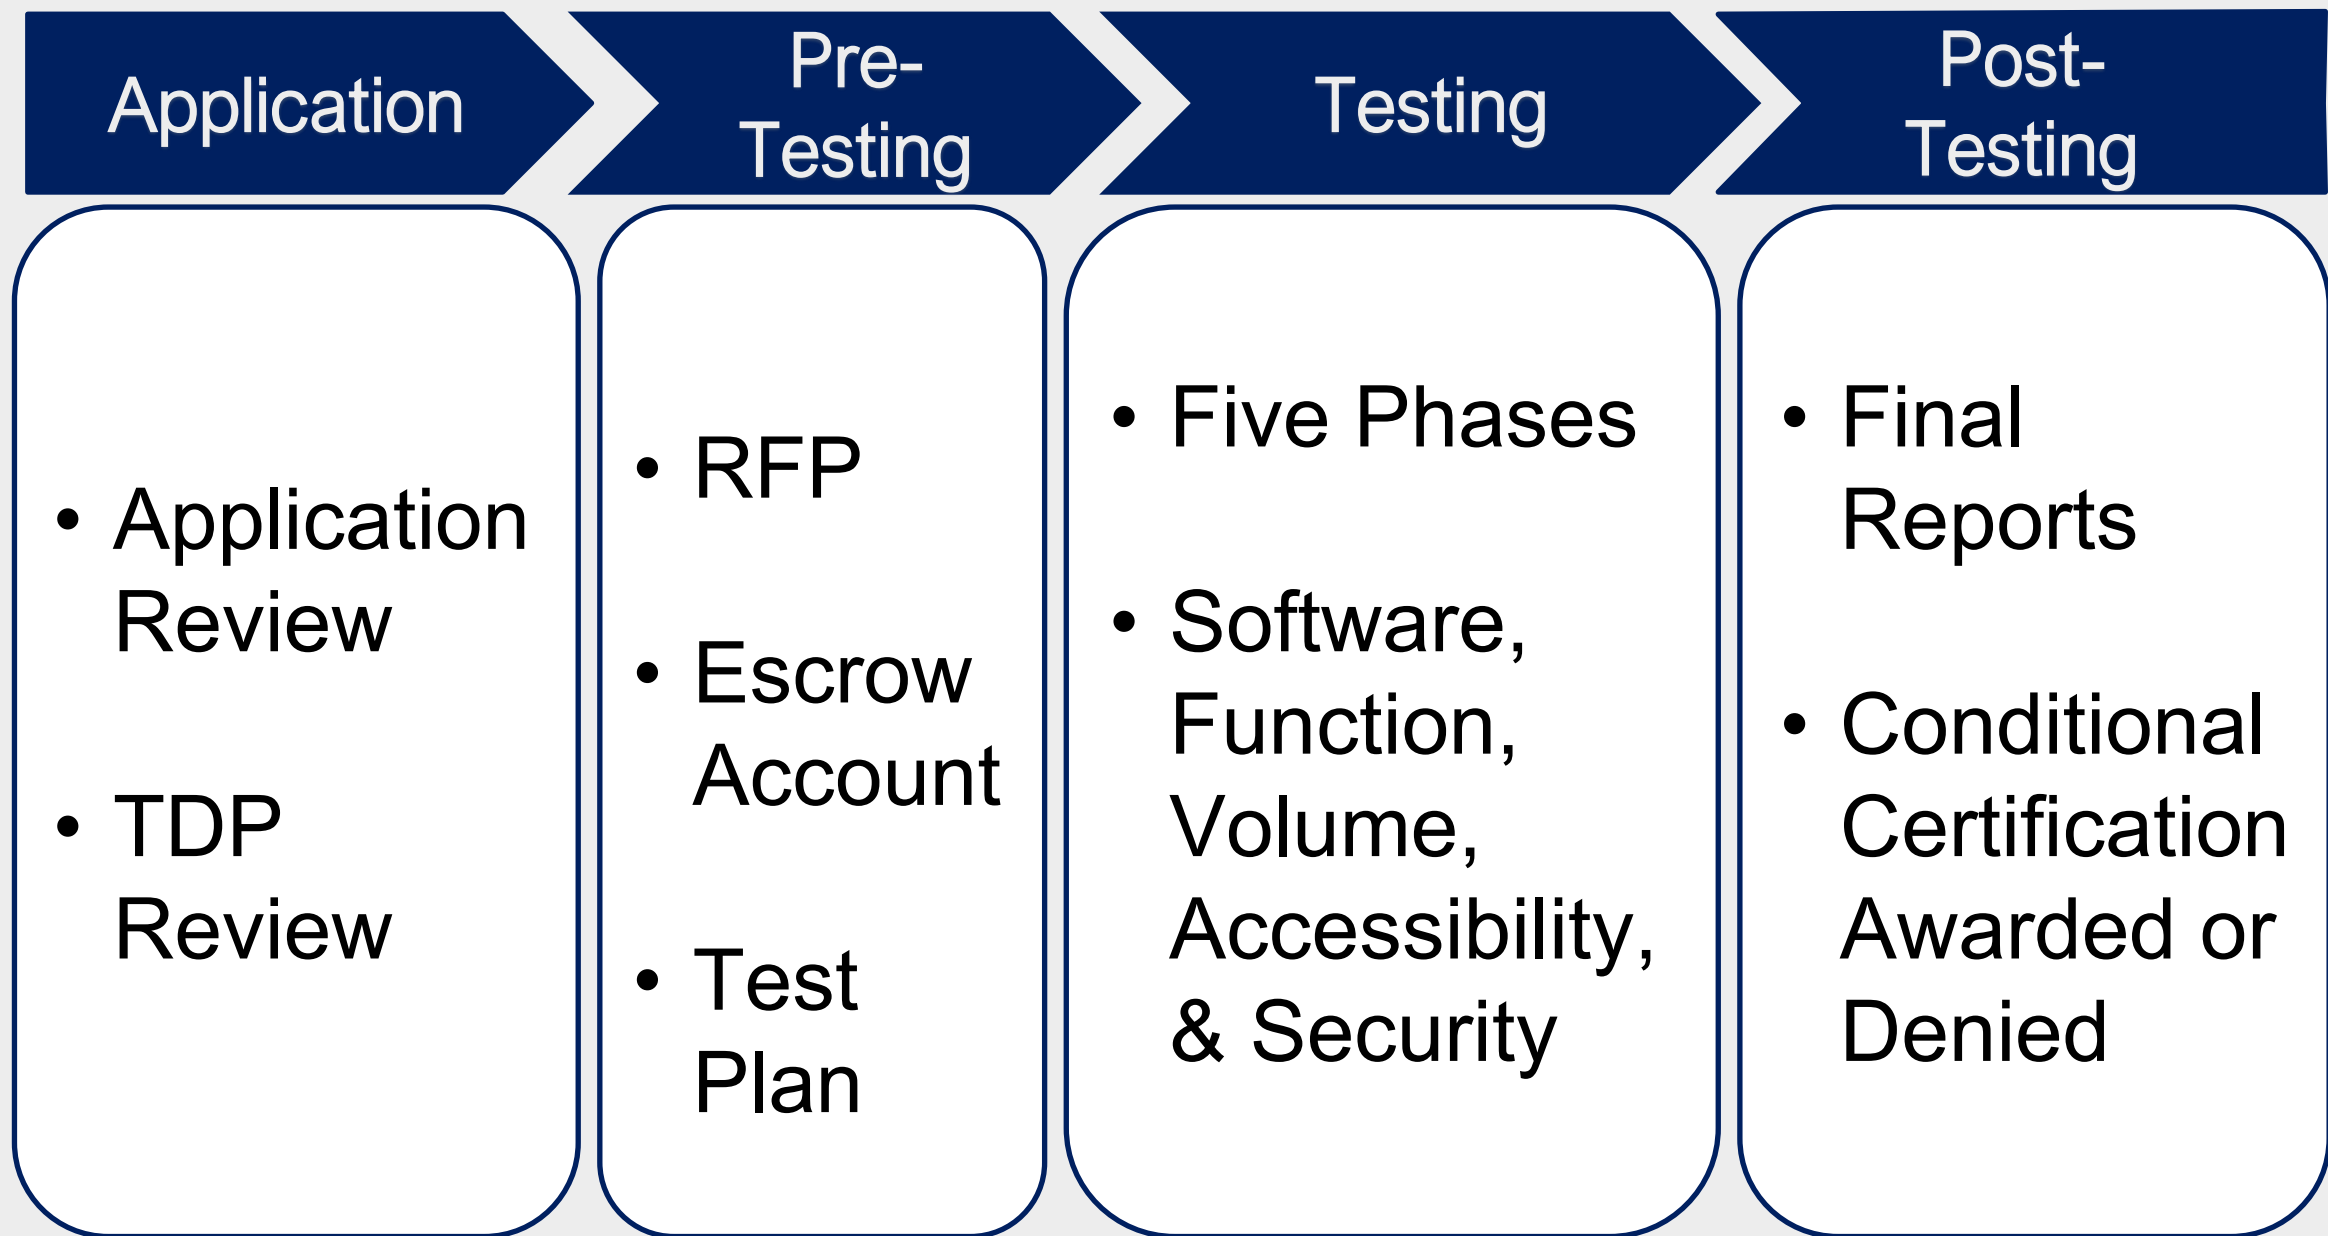 Application
Pre-
Testing
Testing
Post-
Testing
• Application
Review
• TDP
Review
• RFP
• Escrow
Account
• Test
Plan
• Five Phases
• Software,
Function,
Volume,
Accessibility,
& Security
• Final
Reports
• Conditional
Certification
Awarded or
Denied